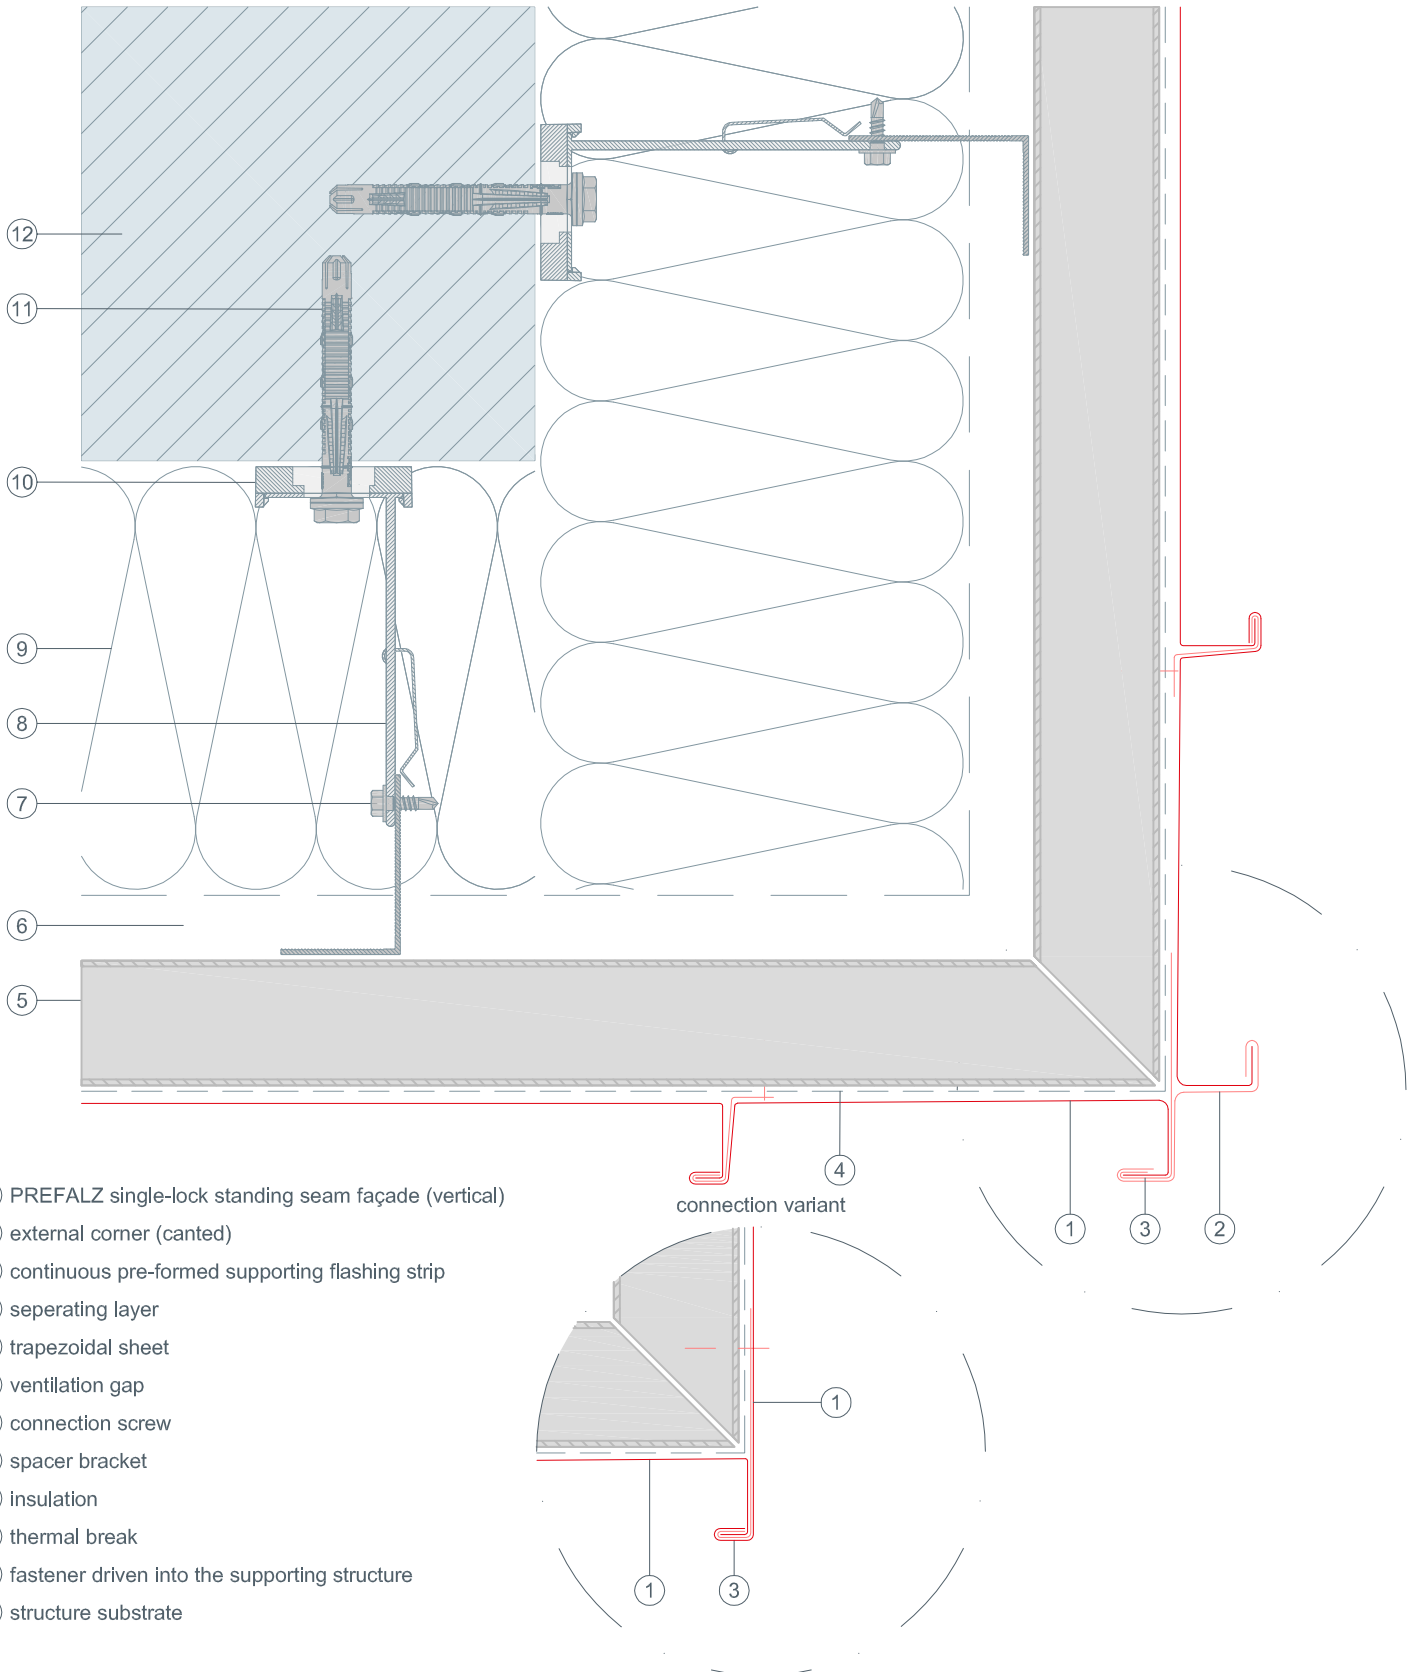 12
11
10
9
8
7
6
5
4
connection variant
1
3
2
) PREFALZ single-lock standing seam façade (vertical)
) external corner (canted)
) continuous pre-formed supporting flashing strip
) seperating layer
) trapezoidal sheet
) ventilation gap
) connection screw
) spacer bracket
) insulation
) thermal break
) fastener driven into the supporting structure
) structure substrate
1
1
3